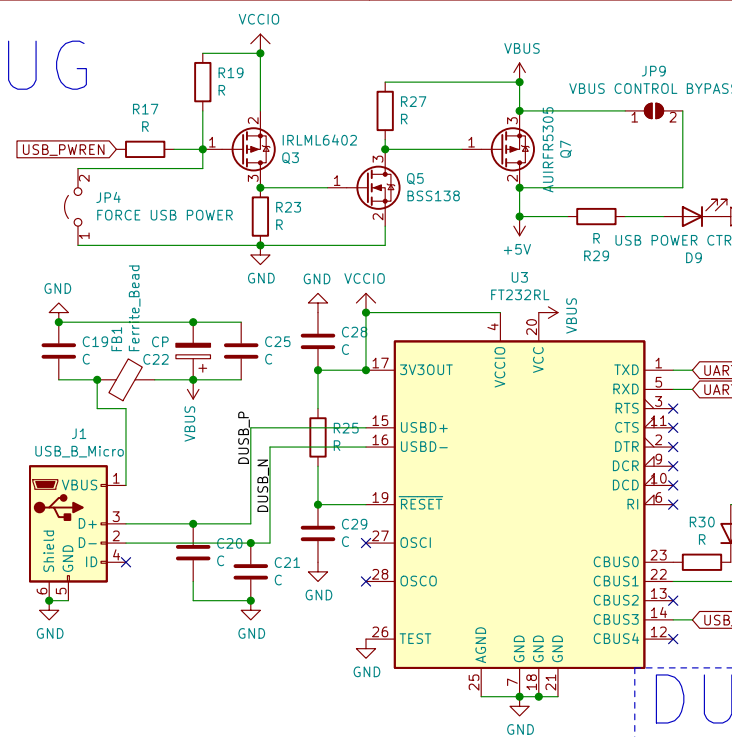 UG
VCCIO
R19
R
R17
R
USB_PWREN
1
2
3
IRLML6402
Q3
2
1
JP4
FORCE USB POWER
R23
R
GND
R27
R
1
3
2
Q5
BSS138
VBUS
1
3
2
AUIRFR5305
Q7
+5V
JP9
VBUS CONTROL BYPASS
1
2
R
R29
USB POWER CTR
D9
GND
C19
C
FB1
Ferrite_Bead
CP
C22
+
C25
C
VBUS
J1
USB_B_Micro
VBUS
1
D+
3
D-
2
ID
4
Shield
GND
6
5
GND
DUSB_P
DUSB_N
C20
C
C21
C
GND
GND
VCCIO
C28
C
R25
R
C29
C
GND
U3
FT232RL
4
20
VBUS
VCCIO
VCC
17
3V3OUT
15
USBD+
16
USBD-
19
RESET
27
OSCI
28
OSCO
26
TEST
GND
AGND
GND
GND
GND
25
7
18
21
GND
TXD
1
UAR
RXD
5
UAR
RTS
3
CTS
11
DTR
2
DCR
9
DCD
10
RI
6
CBUS0
23
CBUS1
22
CBUS2
13
CBUS3
14
USB_
CBUS4
12
R30
R
DU